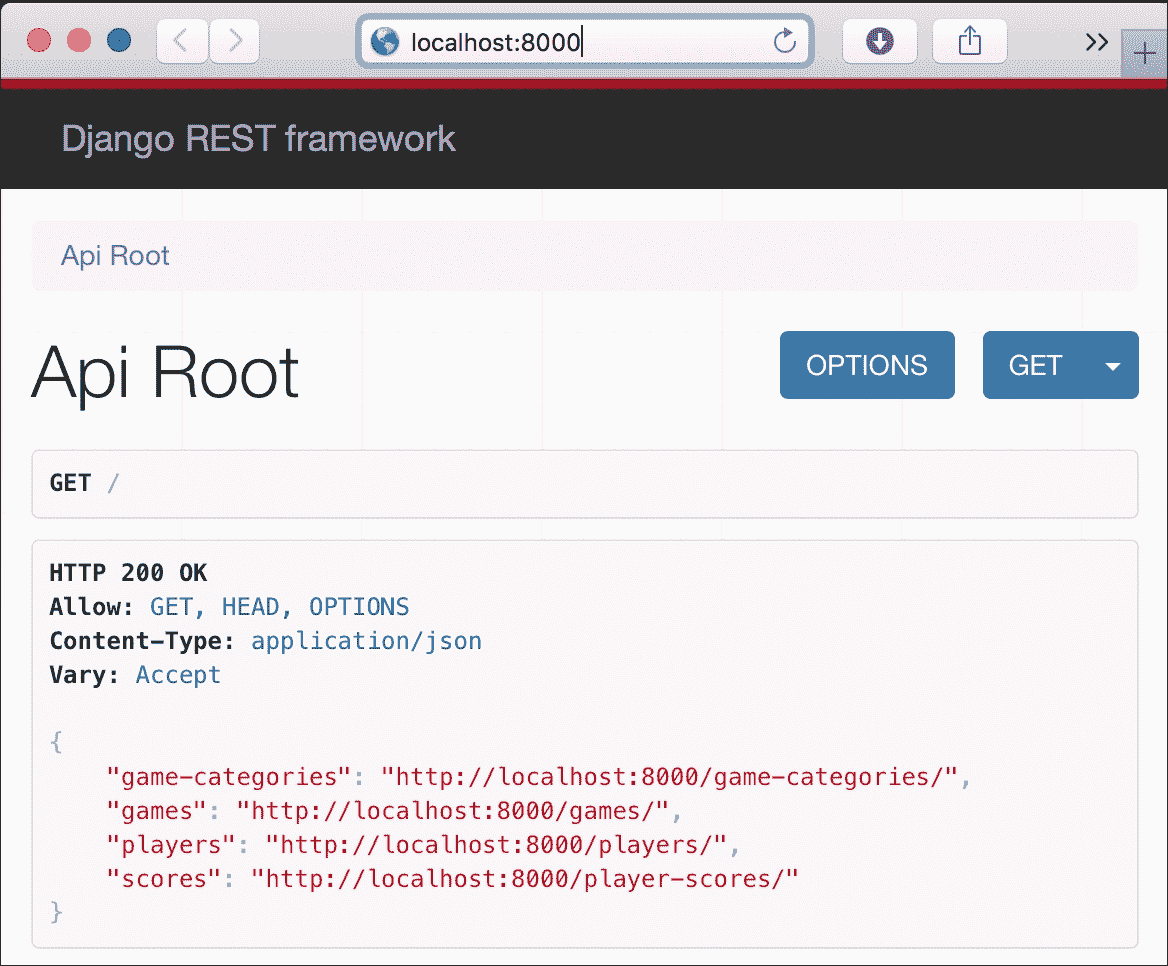 localhost:8000
Django REST framework
Api Root
Api Root
OPTIONS
GET
GET /
HTTP 200 OK
Allow: GET, HEAD, OPTIONS
Content-Type: application/json
Vary: Accept
{
"game-categories": "http://localhost:8000/game-categories/",
"games": "http://localhost:8000/games/",
"players": "http://localhost:8000/players/",
"scores": "http://localhost:8000/player-scores/"
}